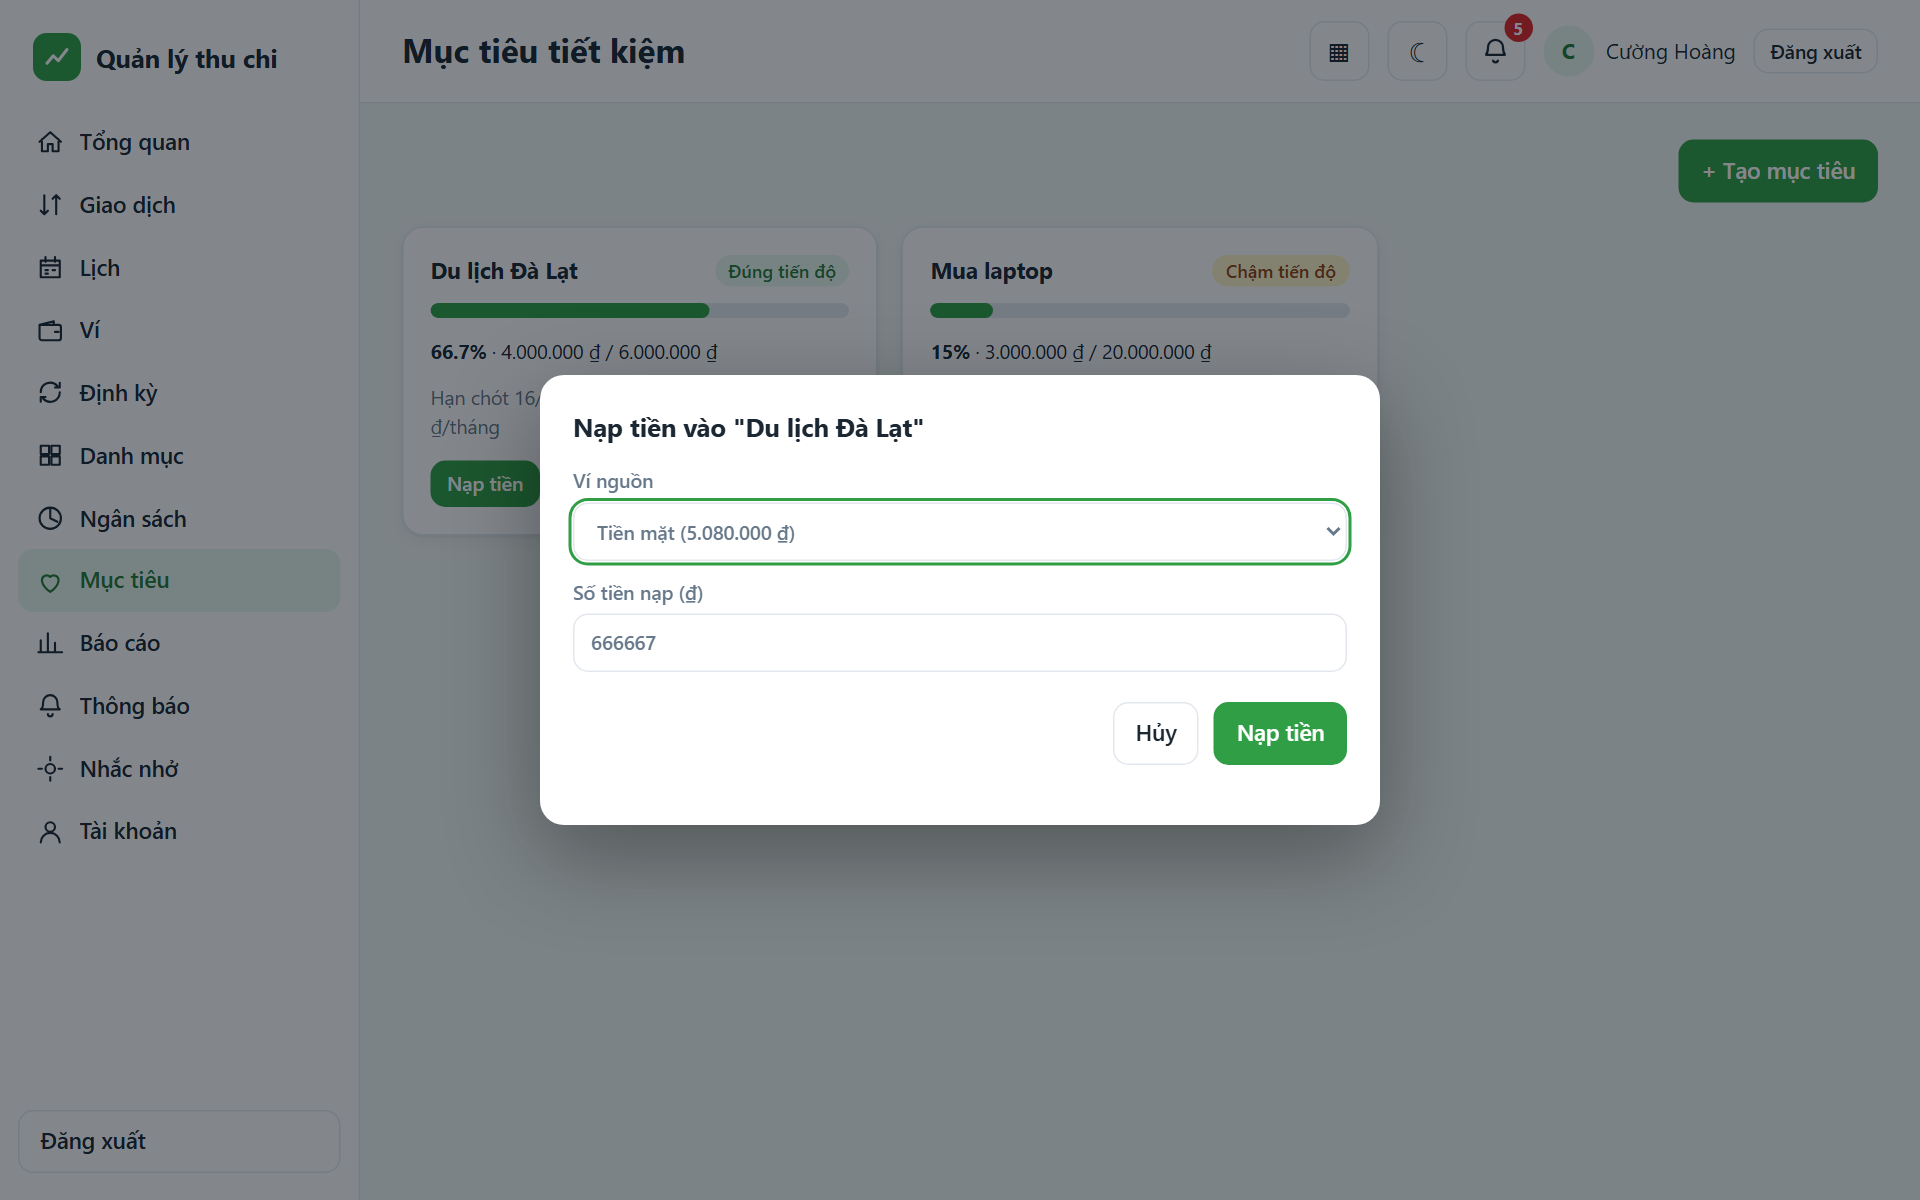 Quản lý thu chi
Tổng quan
Giao dịch
Lịch
Ví
Định kỳ
Danh mục
Ngân sách
Mục tiêu
Báo cáo
Thông báo
Nhắc nhở
Tài khoản
Đăng xuất
Mục tiêu tiết kiệm
5
C
Cường Hoàng
Đăng xuất
+ Tạo mục tiêu
Du lịch Đà Lạt
Đúng tiến độ
66.7% · 4.000.000 ₫ / 6.000.000 ₫
Hạn chót 16/
₫/tháng
Nạp tiền
Mua laptop
Chậm tiến độ
15% · 3.000.000 ₫ / 20.000.000 ₫
Nạp tiền vào "Du lịch Đà Lạt"
Ví nguồn
Tiền mặt (5.080.000 ₫)
Số tiền nạp (₫)
666667
Hủy
Nạp tiền